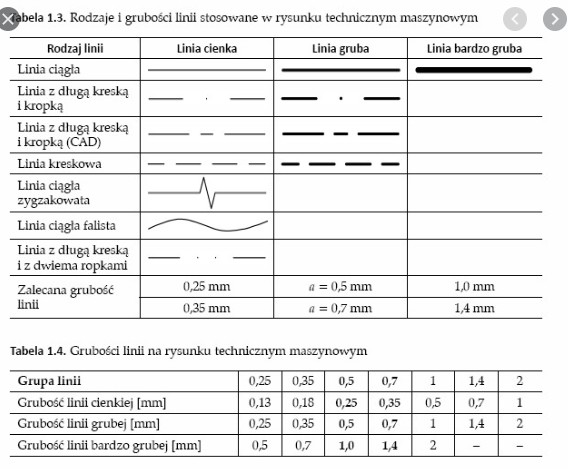 Tabela 1.3. Rodzaje i grubości linii stosowane w rysunku technicznym maszynowym
Rodzaj linii Linia cienka Linia gruba Linia bardzo gruba
Linia ciągła
Linia z długą kreską
i kropką
Linia z długą kreską
i kropką (CAD)
Linia kreskowa
Linia ciągła
zygzakowata
Linia ciągła falista
Linia z długą kreską
i z dwiema ropkami
Zalecana grubość
linii
0,25 mm a = 0,5 mm 1,0 mm
0,35 mm a = 0,7 mm 1,4 mm
Tabela 1.4. Grubości linii na rysunku technicznym maszynowym
Grupa linii 0,25 0,35 0,5 0,7 1 1,4 2
Grubość linii cienkiej [mm] 0,13 0,18 0,25 0,35 0,5 0,7 1
Grubość linii grubej [mm] 0,25 0,35 0,5 0,7 1 1,4 2
Grubość linii bardzo grubej [mm] 0,5 0,7 1,0 1,4 2 – –